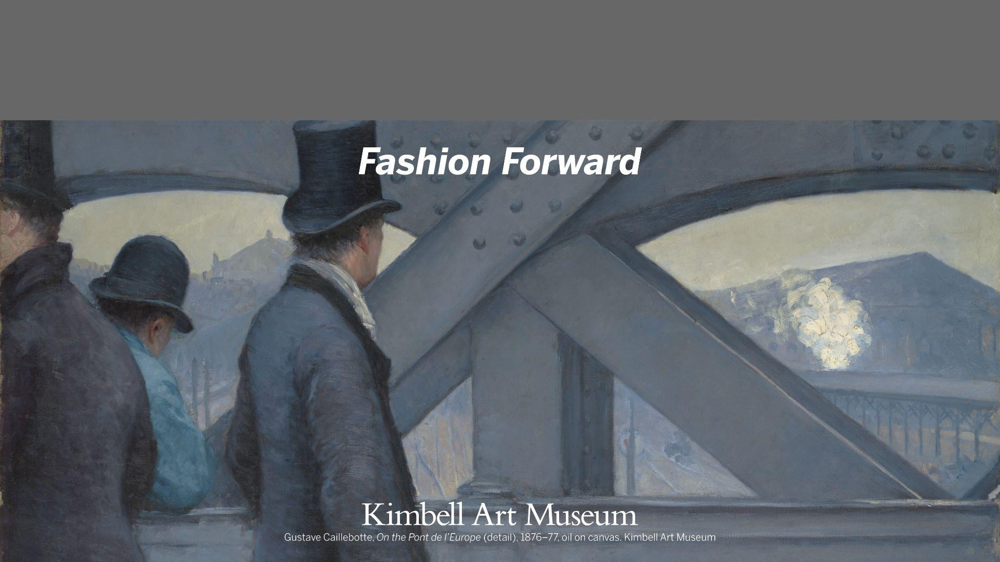 Fashion Forward
Kimbell Art Museum
Gustave Caillebotte, On the Pont de l’Europe (detail), 1876–77, oil on canvas. Kimbell Art Museum